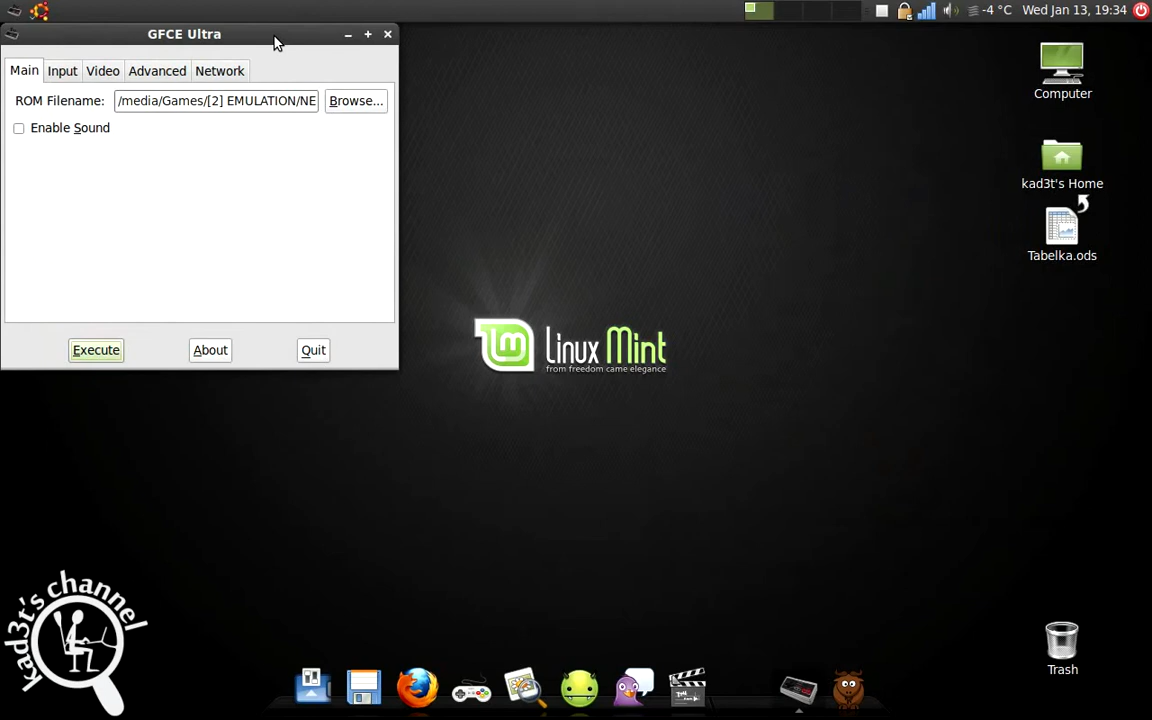 -4 °C Wed Jan 13, 19:34
GFCE Ultra
Main Input Video Advanced Network
ROM Filename: /media/Games/[2] EMULATION/NE Browse...
Enable Sound
Execute About Quit
Computer
kad3t's Home
Tabelka.ods
Linux Mint
from freedom came elegance
kad3t's channel
Trash